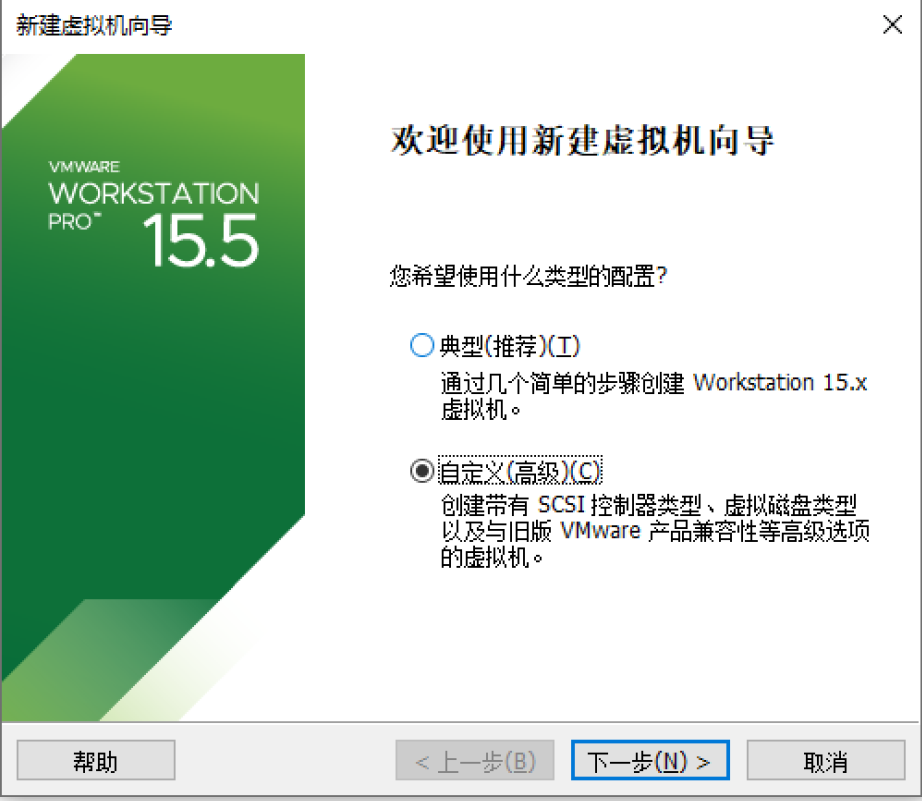 新建虚拟机向导
VMWARE
WORKSTATION
PRO™
15.5
欢迎使用新建虚拟机向导
您希望使用什么类型的配置?
典型(推荐)(T)
通过几个简单的步骤创建 Workstation 15.x
虚拟机。
自定义(高级)(C)
创建带有 SCSI 控制器类型、虚拟磁盘类型
以及与旧版 VMware 产品兼容性等高级选项
的虚拟机。
帮助
< 上一步(B)
下一步(N) >
取消